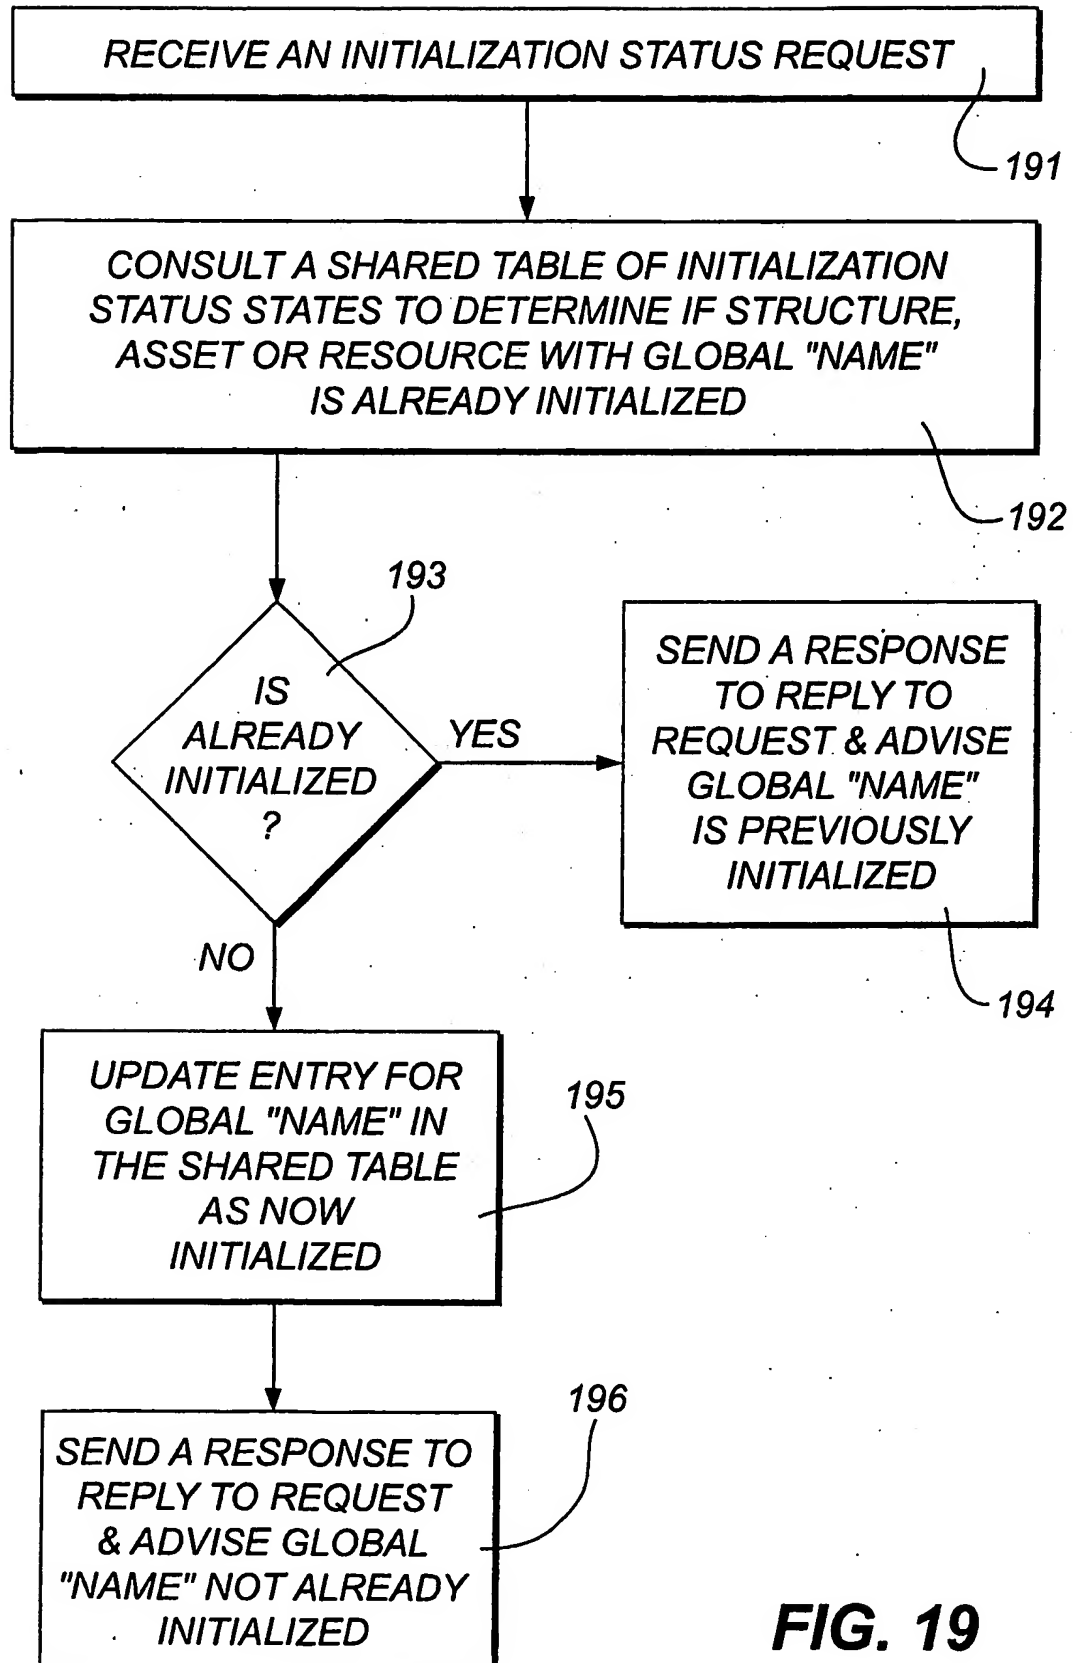 RECEIVE AN INITIALIZATION STATUS REQUEST
191
CONSULT A SHARED TABLE OF INITIALIZATION
STATUS STATES TO DETERMINE IF STRUCTURE,
ASSET OR RESOURCE WITH GLOBAL "NAME"
IS ALREADY INITIALIZED
192
193
IS
ALREADY
INITIALIZED
?
YES
SEND A RESPONSE
TO REPLY TO
REQUEST & ADVISE
GLOBAL "NAME"
IS PREVIOUSLY
INITIALIZED
194
NO
UPDATE ENTRY FOR
GLOBAL "NAME" IN
THE SHARED TABLE
AS NOW
INITIALIZED
195
SEND A RESPONSE TO
REPLY TO REQUEST
& ADVISE GLOBAL
"NAME" NOT ALREADY
INITIALIZED
196
FIG. 19